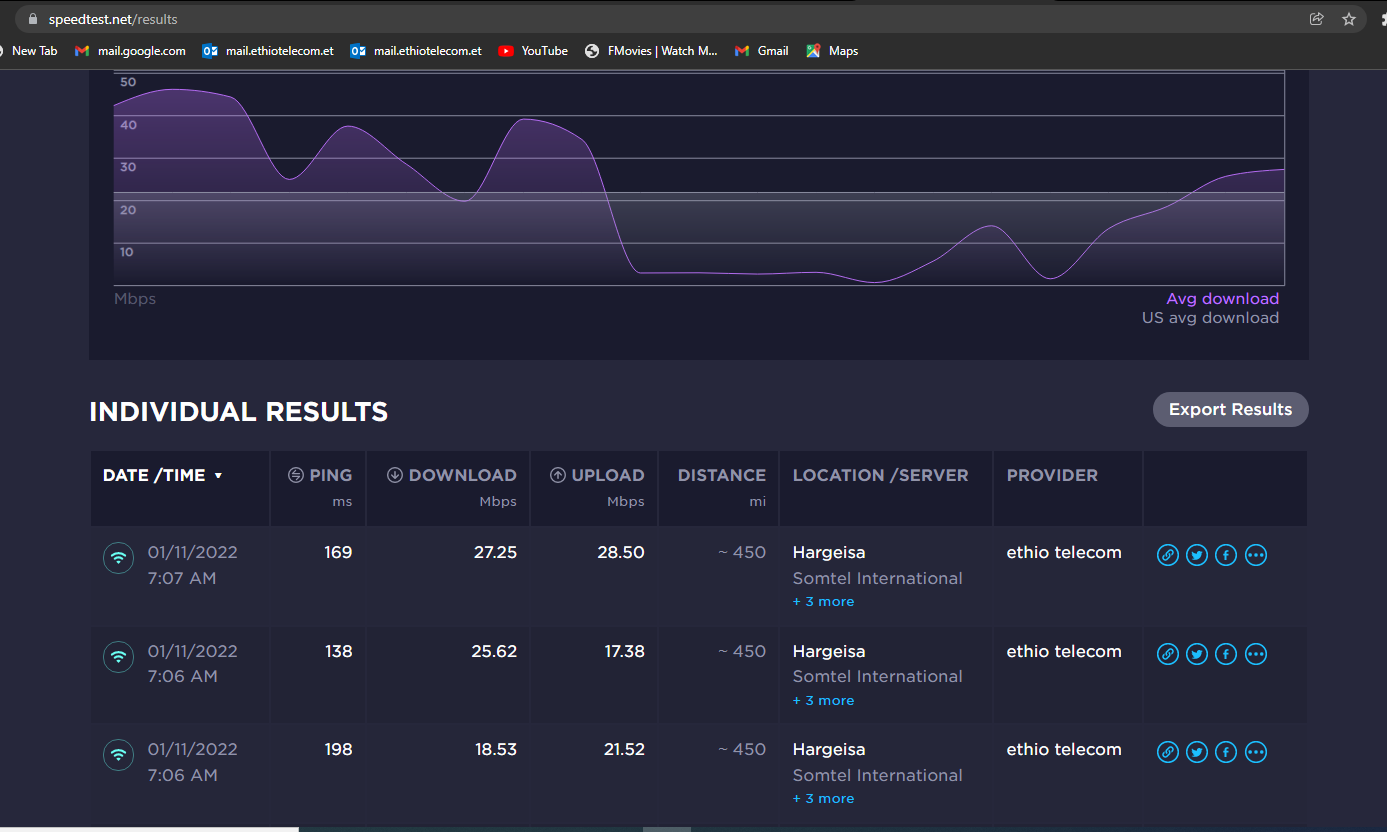 speedtest.net/results
New Tab mail.google.com mail.ethiotelecom.et mail.ethiotelecom.et YouTube FMovies | Watch M... Gmail Maps
50
40
30
20
10
Mbps
Avg download
US avg download
INDIVIDUAL RESULTS
Export Results
DATE /TIME PING DOWNLOAD UPLOAD DISTANCE LOCATION /SERVER PROVIDER
ms Mbps Mbps mi
01/11/2022 169 27.25 28.50 ~ 450 Hargeisa ethio telecom
7:07 AM Somtel International
+ 3 more
01/11/2022 138 25.62 17.38 ~ 450 Hargeisa ethio telecom
7:06 AM Somtel International
+ 3 more
01/11/2022 198 18.53 21.52 ~ 450 Hargeisa ethio telecom
7:06 AM Somtel International
+ 3 more